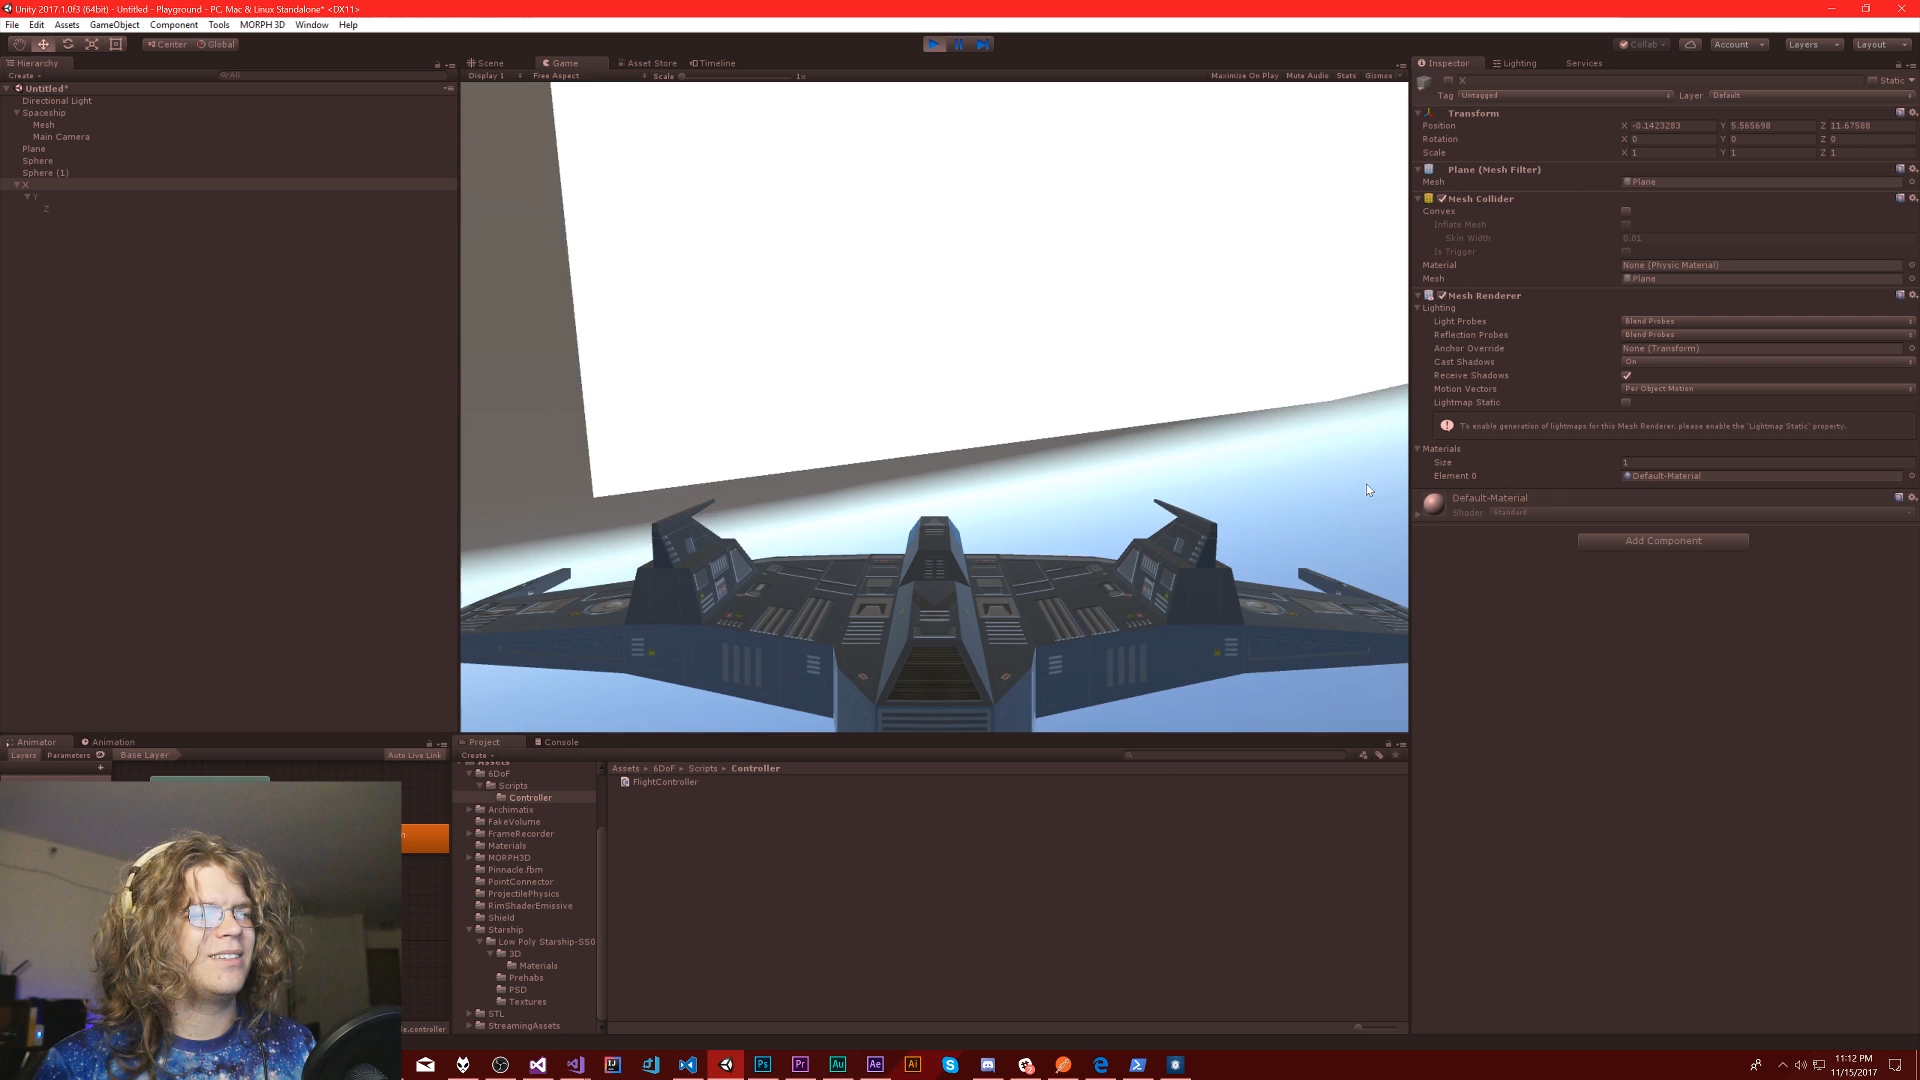 Unity 2017.1.0f3 (64bit) - Untitled - Playground - PC, Mac & Linux Standalone* <DX11>
File Edit Assets GameObject Component Tools MORPH 3D Window Help
Center Global
Collab Account Layers Layout
Hierarchy
Create All
Untitled*
Directional Light
Spaceship
Mesh
Main Camera
Plane
Sphere
Sphere (1)
X
Y
Z
Scene Game Asset Store Timeline
Display 1 Free Aspect Scale 1x Maximize On Play Mute Audio Stats Gizmos
Inspector Lighting Services
X Static
Tag Untagged Layer Default
Transform
Position X -0.1423283 Y 5.565698 Z 11.67588
Rotation X 0 Y 0 Z 0
Scale X 1 Y 1 Z 1
Plane (Mesh Filter)
Mesh Plane
Mesh Collider
Convex
Inflate Mesh
Skin Width 0.01
Is Trigger
Material None (Physic Material)
Mesh Plane
Mesh Renderer
Lighting
Light Probes Blend Probes
Reflection Probes Blend Probes
Anchor Override None (Transform)
Cast Shadows On
Receive Shadows
Motion Vectors Per Object Motion
Lightmap Static
To enable generation of lightmaps for this Mesh Renderer, please enable the 'Lightmap Static' property.
Materials
Size 1
Element 0 Default-Material
Default-Material
Shader Standard
Add Component
Animator Animation
Layers Parameters Base Layer Auto Live Link
Project Console
Create
Assets
6DoF
Scripts
Controller
Archimatix
FakeVolume
FrameRecorder
Materials
MORPH3D
Pinnacle.fbm
PointConnector
ProjectilePhysics
RimShaderEmissive
Shield
Starship
Low Poly Starship-SS0
3D
Materials
Prehabs
PSD
Textures
STL
StreamingAssets
Assets 6DoF Scripts Controller
FlightController
Ps Pr Au Ae Ai
11:12 PM
11/15/2017